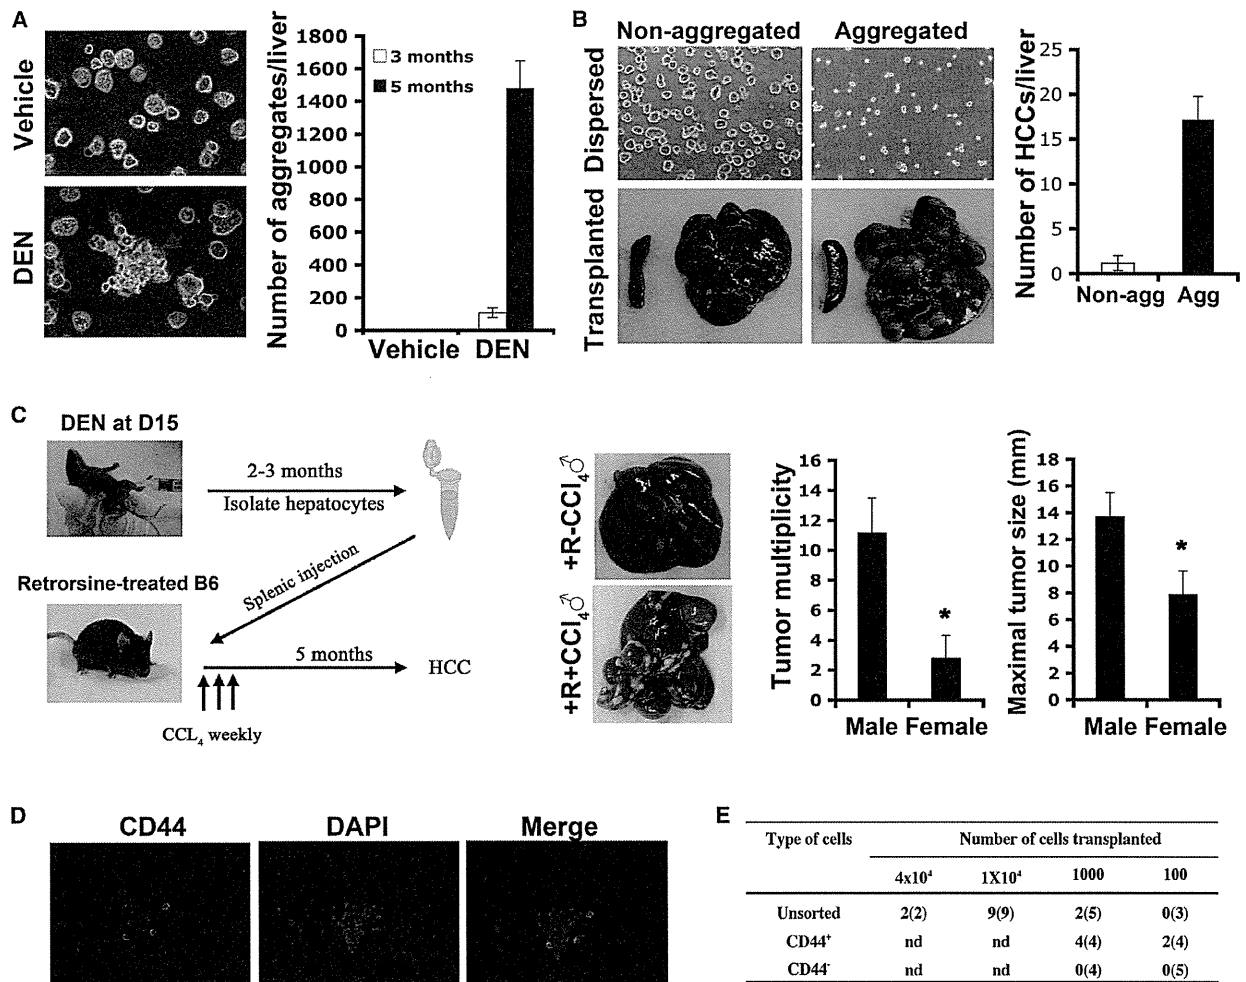 A
Vehicle
DEN
Number of aggregates/liver
1800
1600
1400
1200
1000
800
600
400
200
0
3 months
5 months
Vehicle DEN
B
Non-aggregated Aggregated
Dispersed
Transplanted
Number of HCCs/liver
25
20
15
10
5
0
Non-agg Agg
C
DEN at D15
2-3 months
Isolate hepatocytes
Splenic injection
Retrorsine-treated B6
5 months
HCC
CCL4 weekly
+R-CCl4♂
+R+CCl4♂
Tumor multiplicity
16
14
12
10
8
6
4
2
0
*
Male Female
Maximal tumor size (mm)
18
16
14
12
10
8
6
4
2
0
*
Male Female
D
CD44 DAPI Merge
E
Type of cells Number of cells transplanted
4x10⁴ 1X10⁴ 1000 100
Unsorted 2(2) 9(9) 2(5) 0(3)
CD44⁺ nd nd 4(4) 2(4)
CD44⁻ nd nd 0(4) 0(5)